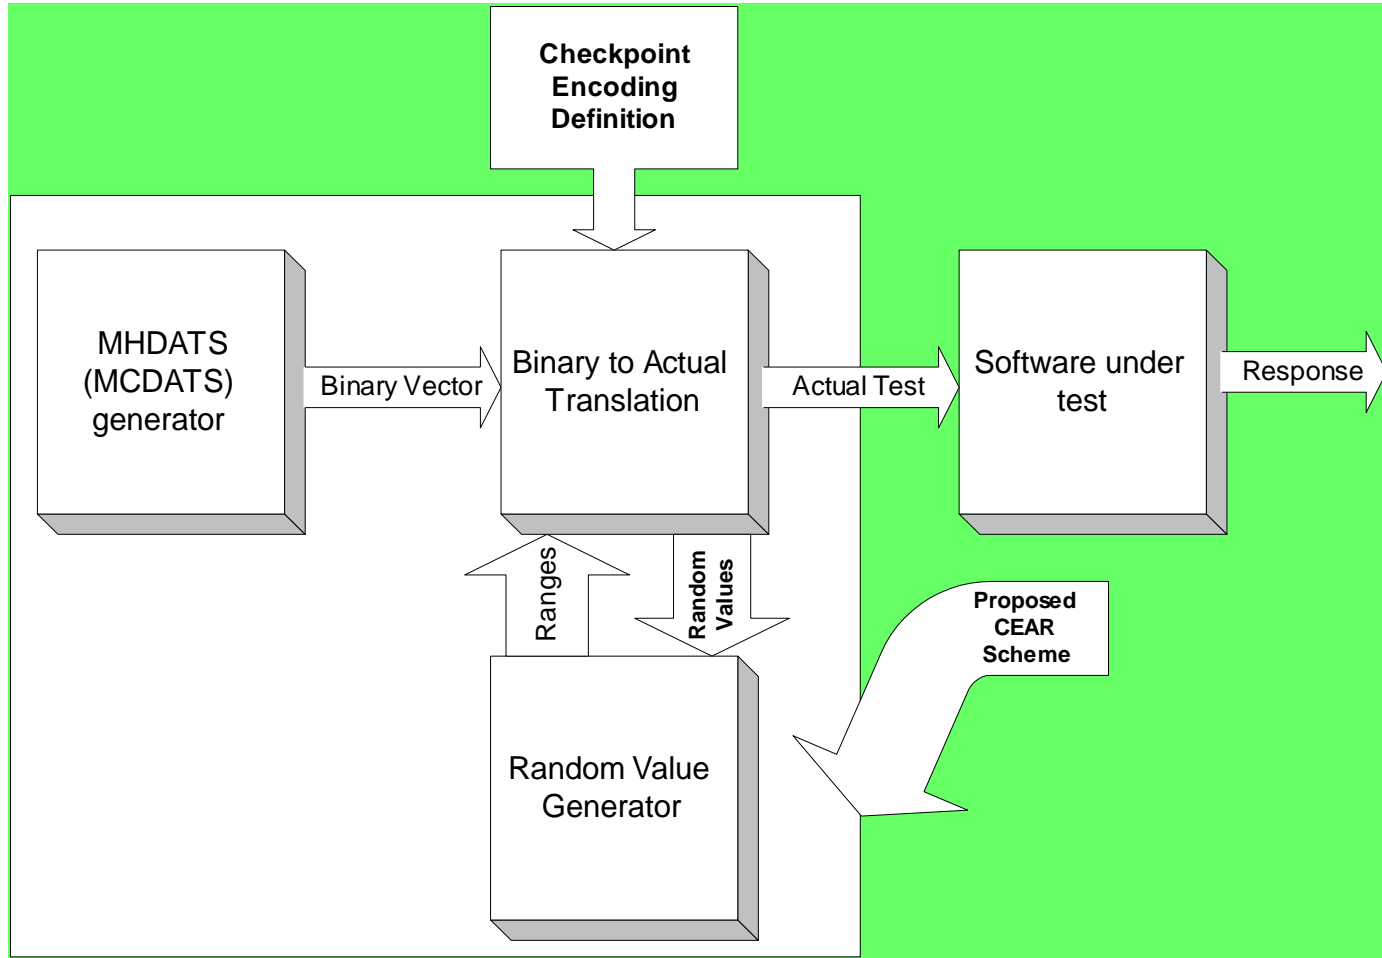 Checkpoint
Encoding
Definition
MHDATS
(MCDATS)
generator
Binary Vector
Binary to Actual
Translation
Actual Test
Software under
test
Response
Ranges
Random
Values
Proposed
CEAR
Scheme
Random Value
Generator